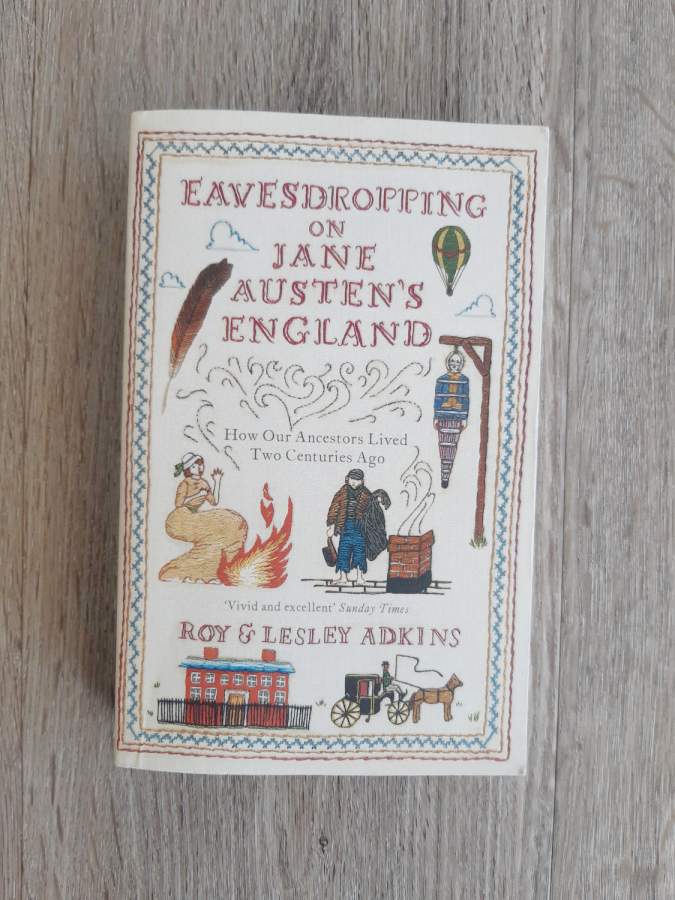 EAVESDROPPING
ON
JANE
AUSTEN'S
ENGLAND
How Our Ancestors Lived
Two Centuries Ago
'Vivid and excellent' Sunday Times
ROY & LESLEY ADKINS